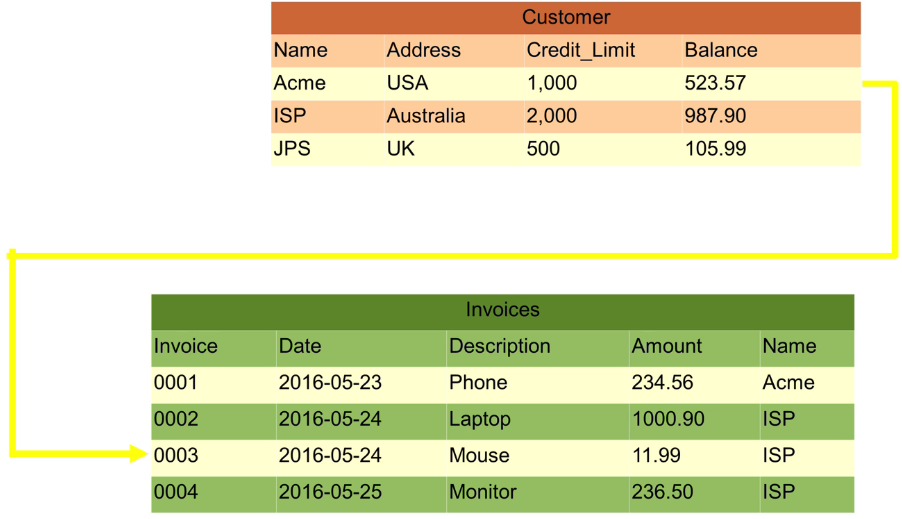 Customer
Name Address Credit_Limit Balance
Acme USA 1,000 523.57
ISP Australia 2,000 987.90
JPS UK 500 105.99
Invoices
Invoice Date Description Amount Name
0001 2016-05-23 Phone 234.56 Acme
0002 2016-05-24 Laptop 1000.90 ISP
0003 2016-05-24 Mouse 11.99 ISP
0004 2016-05-25 Monitor 236.50 ISP